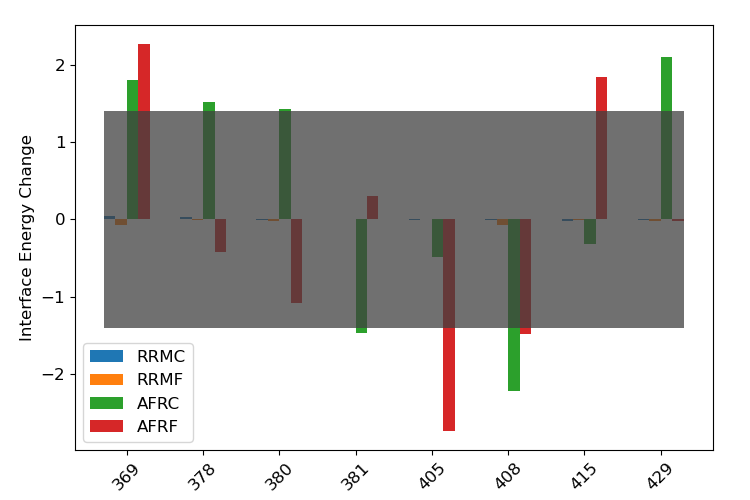 Interface Energy Change
2
1
0
−1
−2
RRMC
RRMF
AFRC
AFRF
369
378
380
381
405
408
415
429